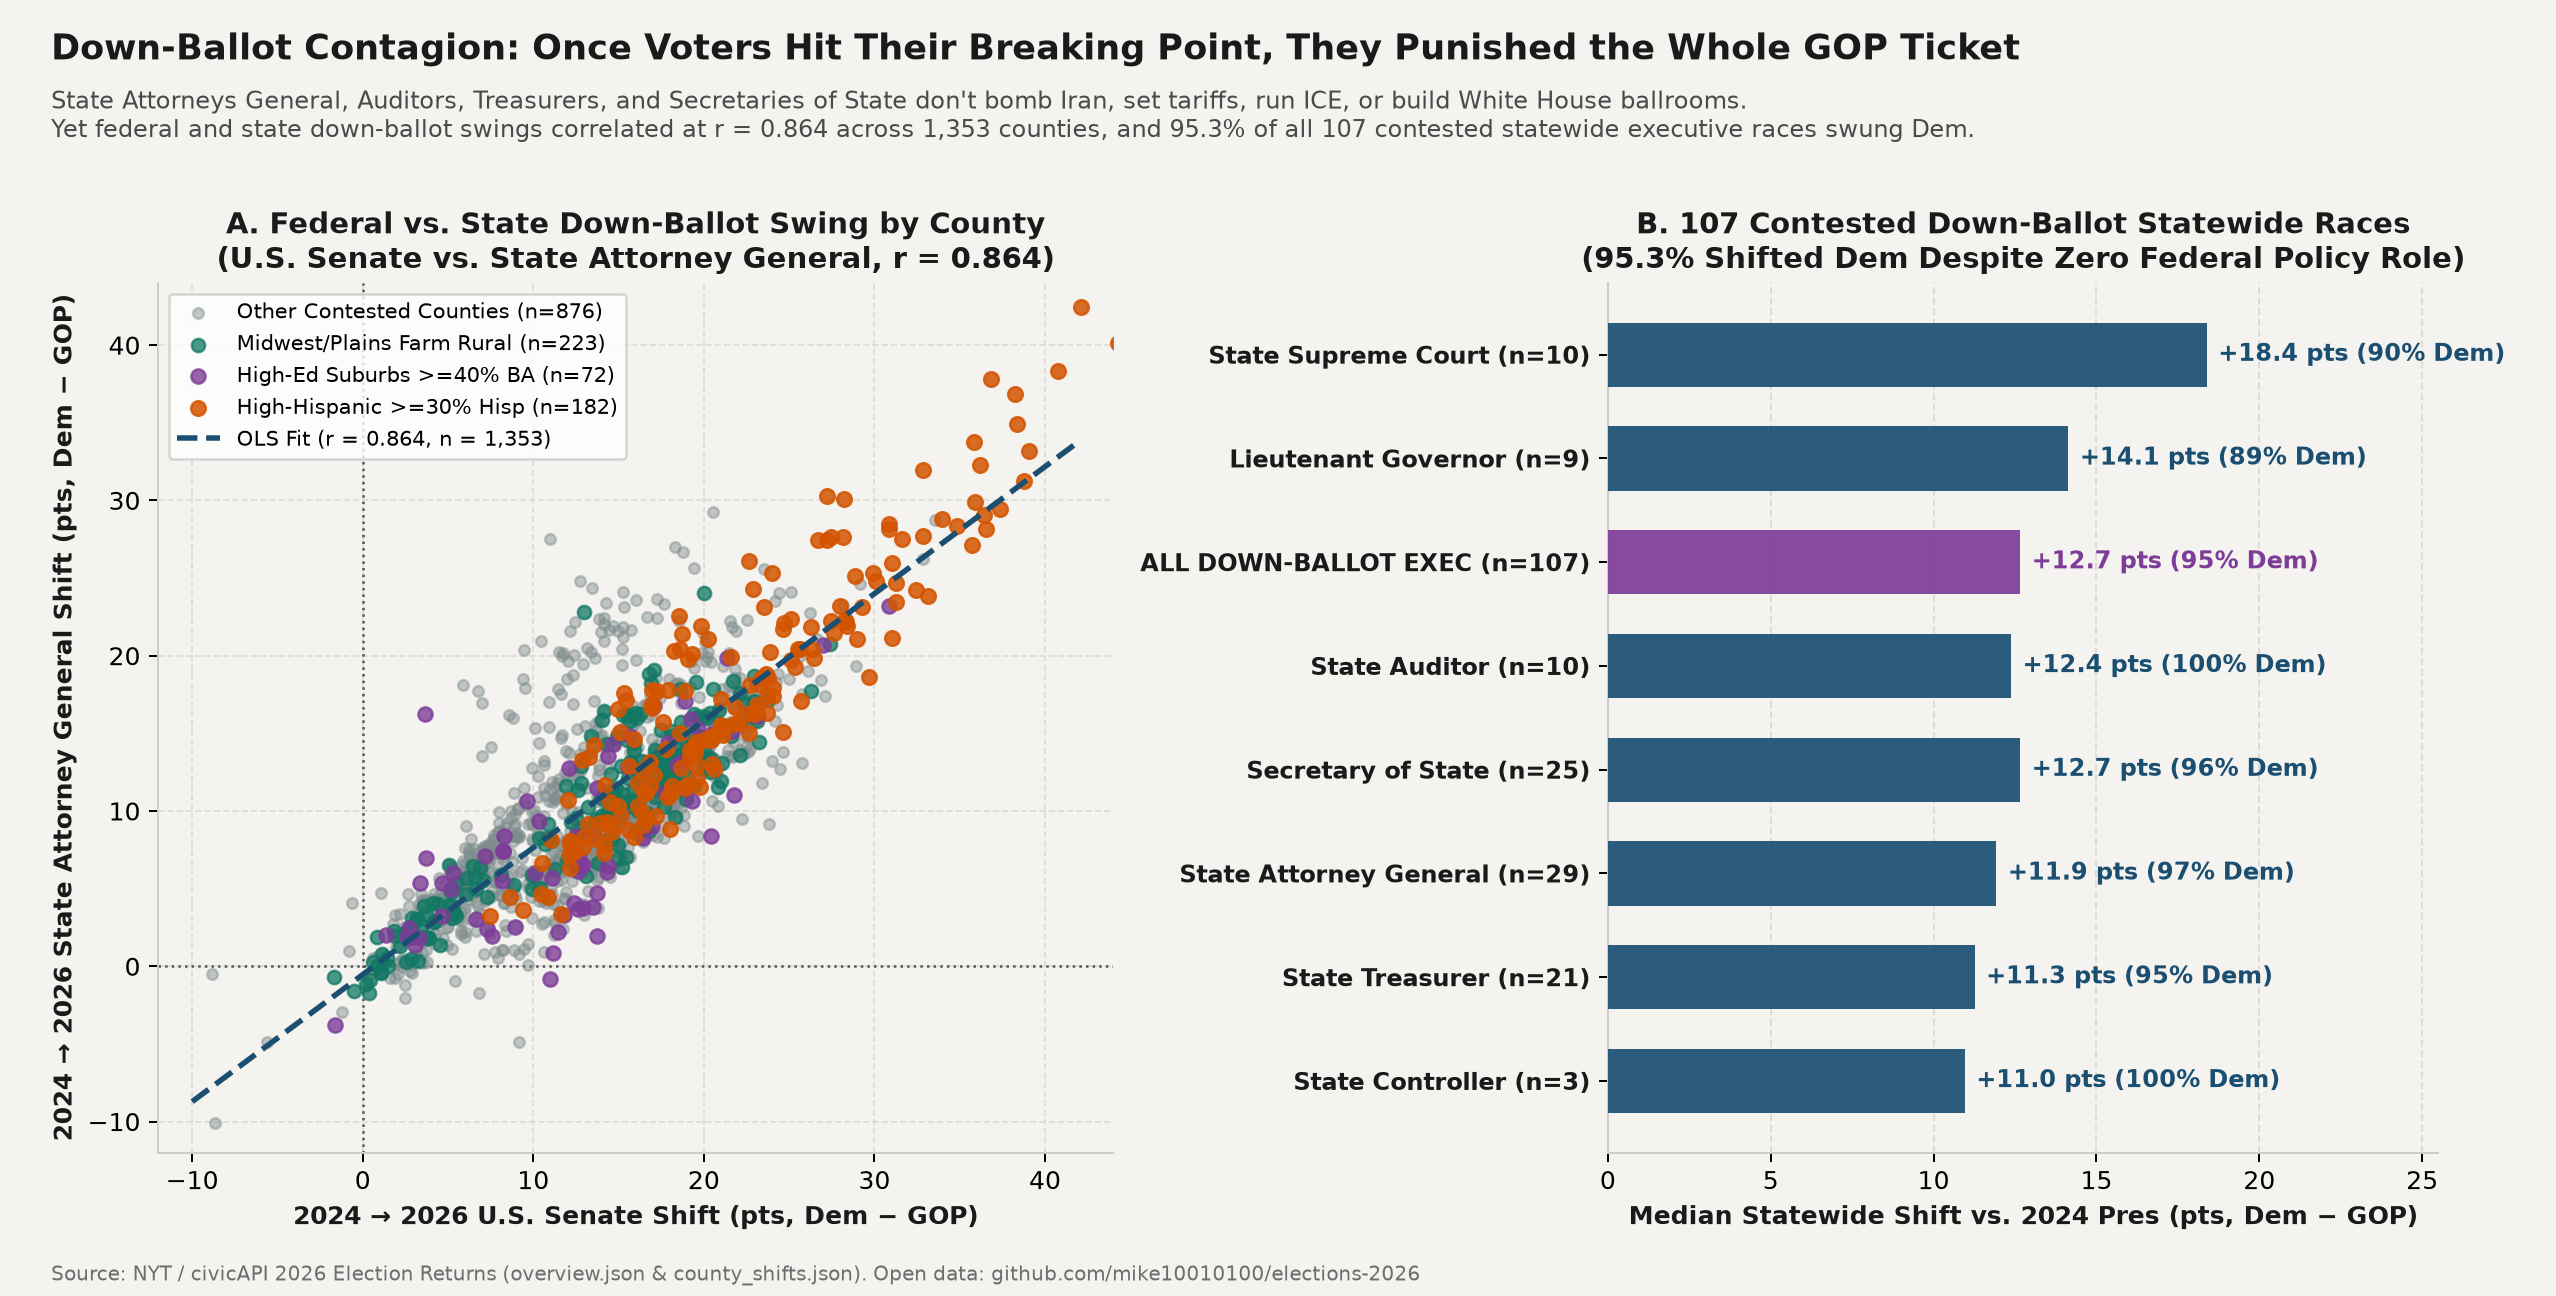 Down-Ballot Contagion: Once Voters Hit Their Breaking Point, They Punished the Whole GOP Ticket
State Attorneys General, Auditors, Treasurers, and Secretaries of State don't bomb Iran, set tariffs, run ICE, or build White House ballrooms.
Yet federal and state down-ballot swings correlated at r = 0.864 across 1,353 counties, and 95.3% of all 107 contested statewide executive races swung Dem.
A. Federal vs. State Down-Ballot Swing by County
(U.S. Senate vs. State Attorney General, r = 0.864)
Other Contested Counties (n=876)
Midwest/Plains Farm Rural (n=223)
High-Ed Suburbs >=40% BA (n=72)
High-Hispanic >=30% Hisp (n=182)
OLS Fit (r = 0.864, n = 1,353)
2024 → 2026 State Attorney General Shift (pts, Dem − GOP)
40
30
20
10
0
−10
−10 0 10 20 30 40
2024 → 2026 U.S. Senate Shift (pts, Dem − GOP)
B. 107 Contested Down-Ballot Statewide Races
(95.3% Shifted Dem Despite Zero Federal Policy Role)
State Supreme Court (n=10) +18.4 pts (90% Dem)
Lieutenant Governor (n=9) +14.1 pts (89% Dem)
ALL DOWN-BALLOT EXEC (n=107) +12.7 pts (95% Dem)
State Auditor (n=10) +12.4 pts (100% Dem)
Secretary of State (n=25) +12.7 pts (96% Dem)
State Attorney General (n=29) +11.9 pts (97% Dem)
State Treasurer (n=21) +11.3 pts (95% Dem)
State Controller (n=3) +11.0 pts (100% Dem)
0 5 10 15 20 25
Median Statewide Shift vs. 2024 Pres (pts, Dem − GOP)
Source: NYT / civicAPI 2026 Election Returns (overview.json & county_shifts.json). Open data: github.com/mike10010100/elections-2026